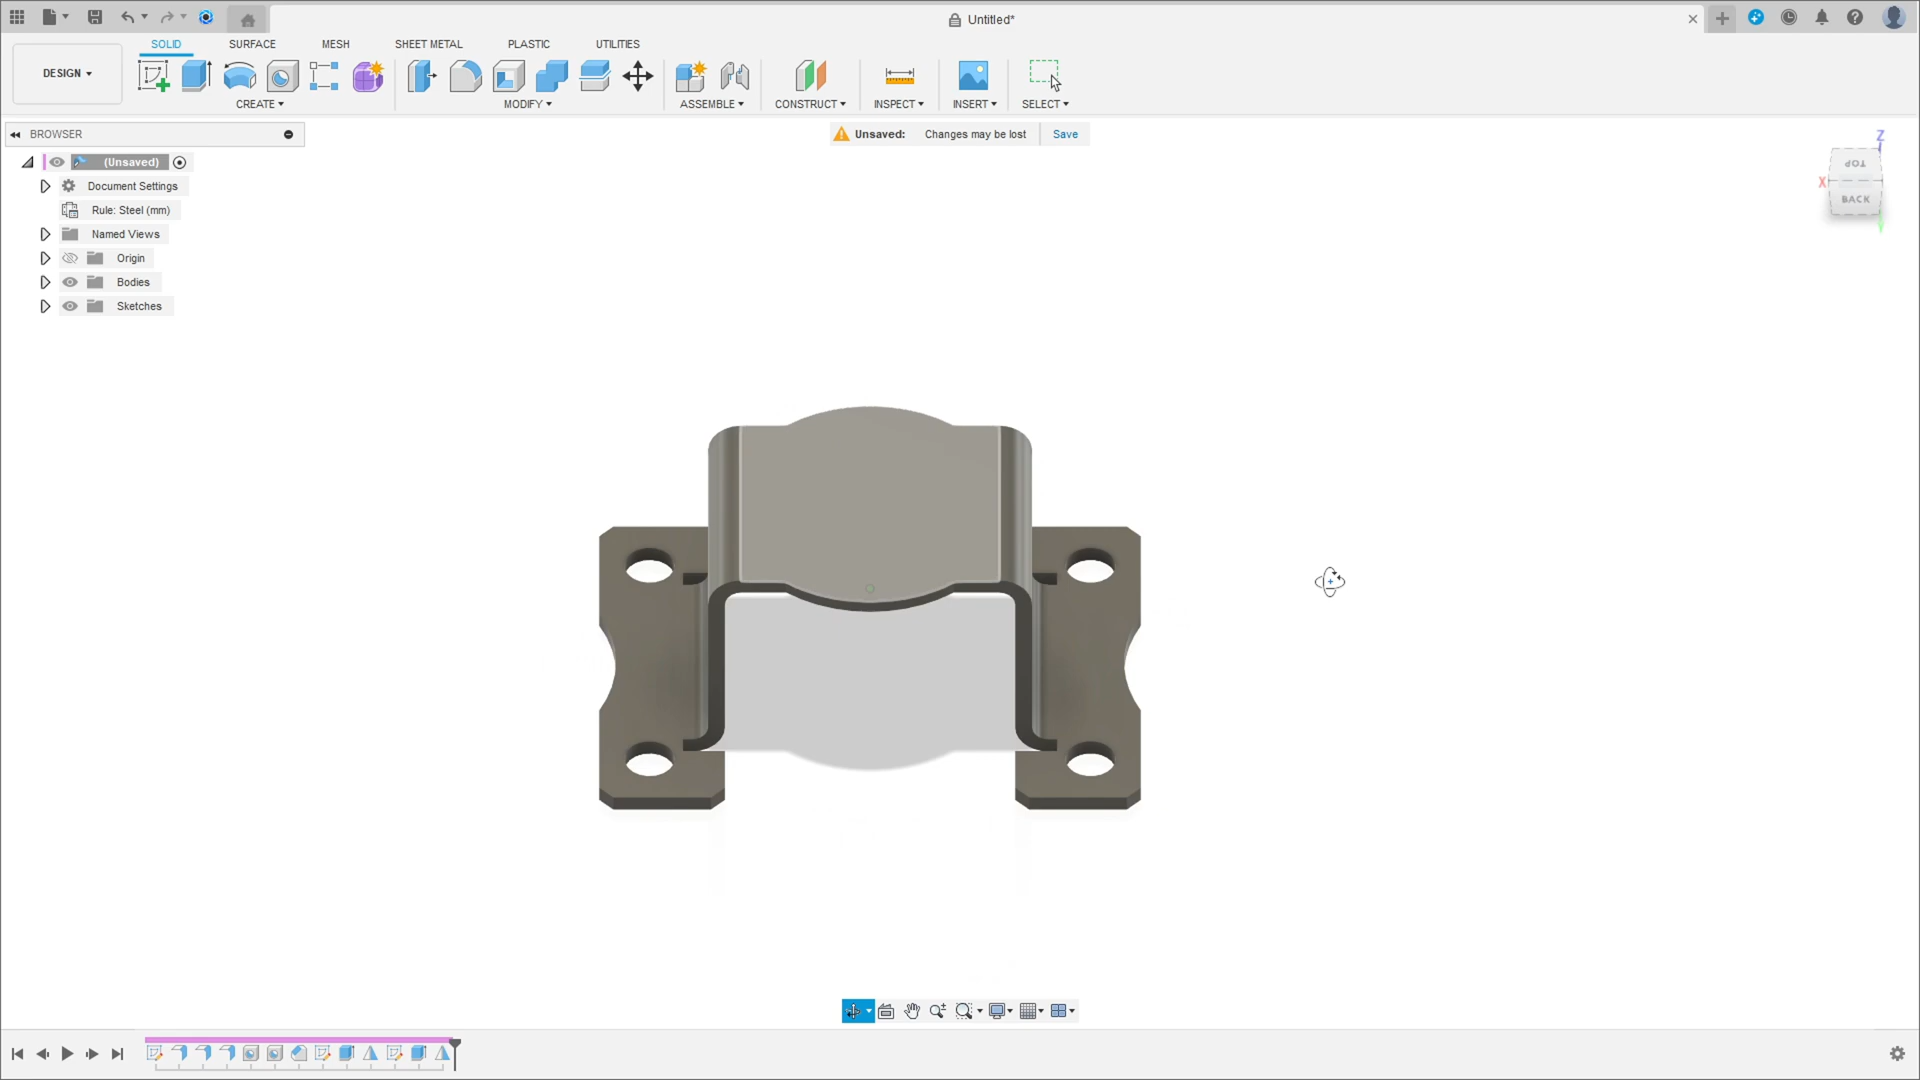 Untitled*
SOLID SURFACE MESH SHEET METAL PLASTIC UTILITIES
DESIGN
CREATE MODIFY ASSEMBLE CONSTRUCT INSPECT INSERT SELECT
BROWSER
Unsaved: Changes may be lost Save
(Unsaved)
Document Settings
Rule: Steel (mm)
Named Views
Origin
Bodies
Sketches
Z
TOP
X
BACK